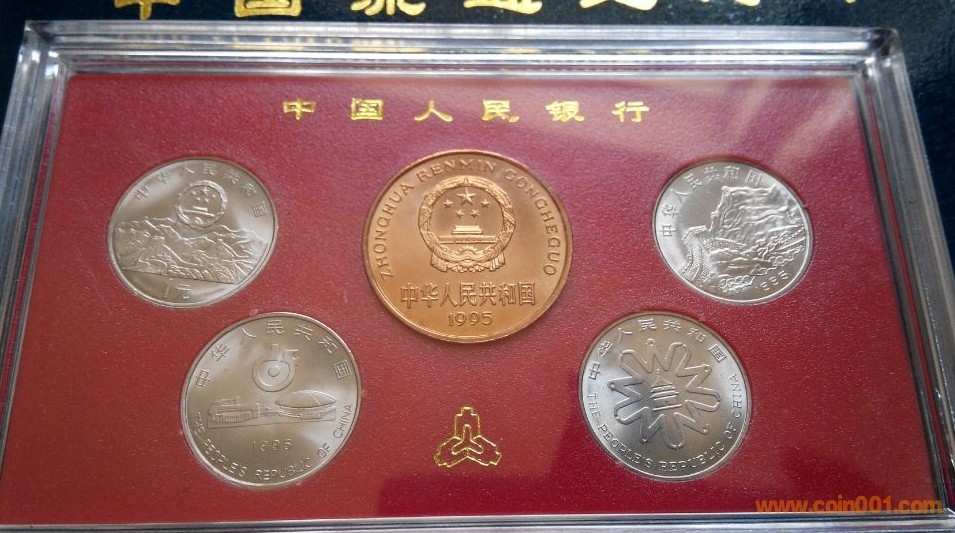 中国人民银行
中华人民共和国
1元
ZHONGHUA RENMIN GONGHEGUO
中华人民共和国
1995
中华人民共和国
1995
中华人民共和国
1995
THE PEOPLE'S REPUBLIC OF CHINA
中华人民共和国
THE PEOPLE'S REPUBLIC OF CHINA
www.coin001.com